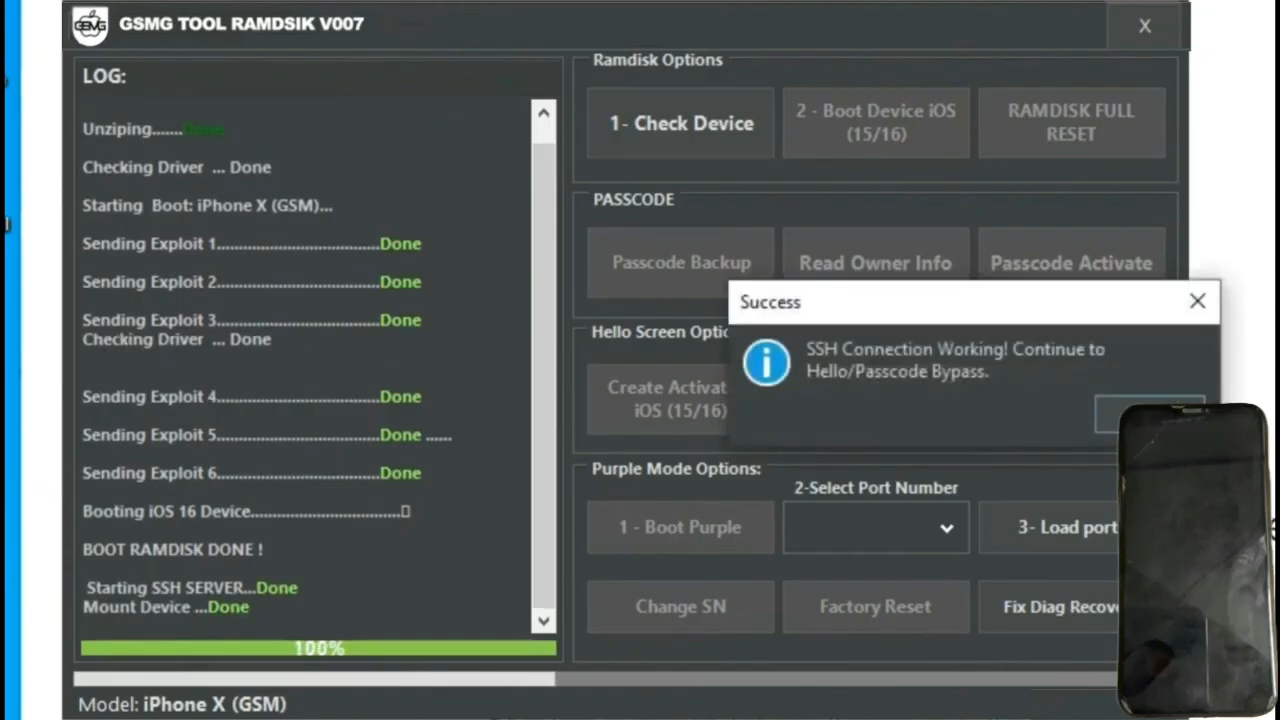 GSMG
GSMG TOOL RAMDSIK V007
X
LOG:
Unziping.......Done
Checking Driver ... Done
Starting Boot: iPhone X (GSM)...
Sending Exploit 1.......................................Done
Sending Exploit 2.......................................Done
Sending Exploit 3.......................................Done
Checking Driver ... Done
Sending Exploit 4.......................................Done
Sending Exploit 5.......................................Done ......
Sending Exploit 6.......................................Done
Booting iOS 16 Device....................................
BOOT RAMDISK DONE !
Starting SSH SERVER...Done
Mount Device ...Done
100%
Model: iPhone X (GSM)
Ramdisk Options
1- Check Device
2 - Boot Device iOS
(15/16)
RAMDISK FULL
RESET
PASSCODE
Passcode Backup
Read Owner Info
Passcode Activate
Success
SSH Connection Working! Continue to
Hello/Passcode Bypass.
Hello Screen Optio
Create Activat
iOS (15/16)
Purple Mode Options:
2-Select Port Number
1 - Boot Purple
3- Load port
Change SN
Factory Reset
Fix Diag Recov